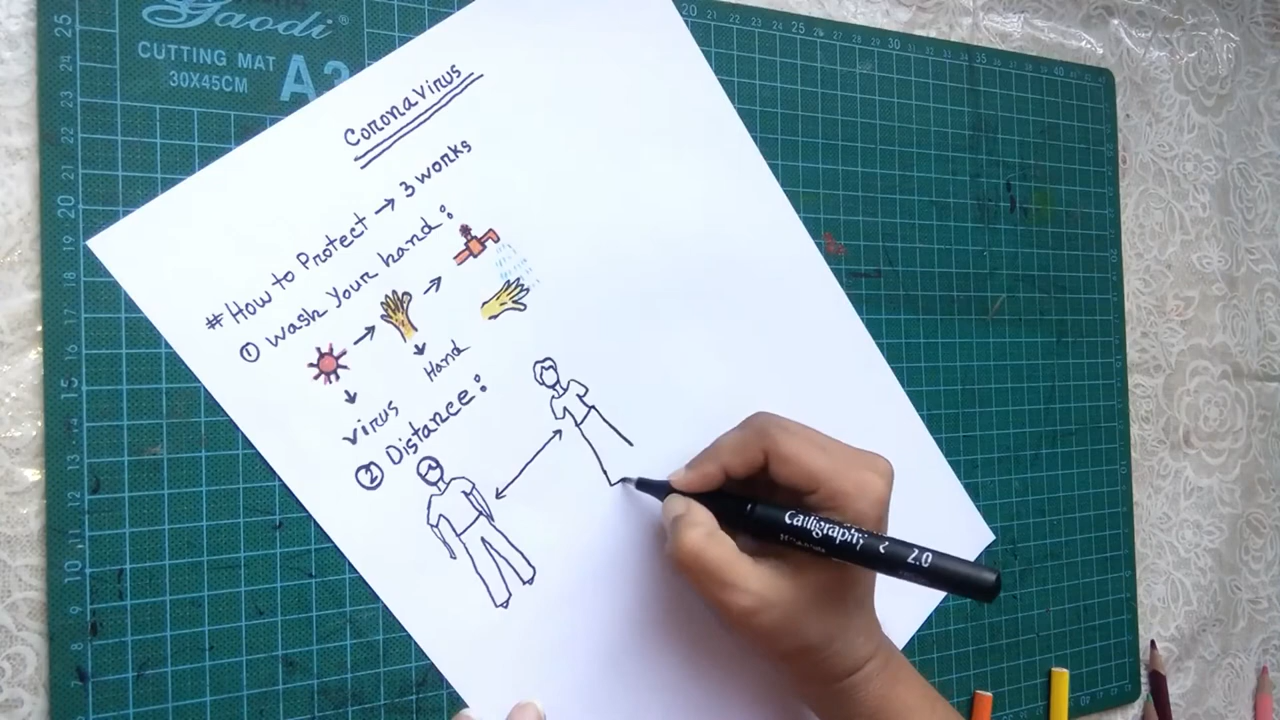 Gaodi®
CUTTING MAT
30X45CM A3
Coronavirus
#How to Protect → 3 works
① Wash Your hand:
Hand
virus
② Distance:
Calligraphy 2.0